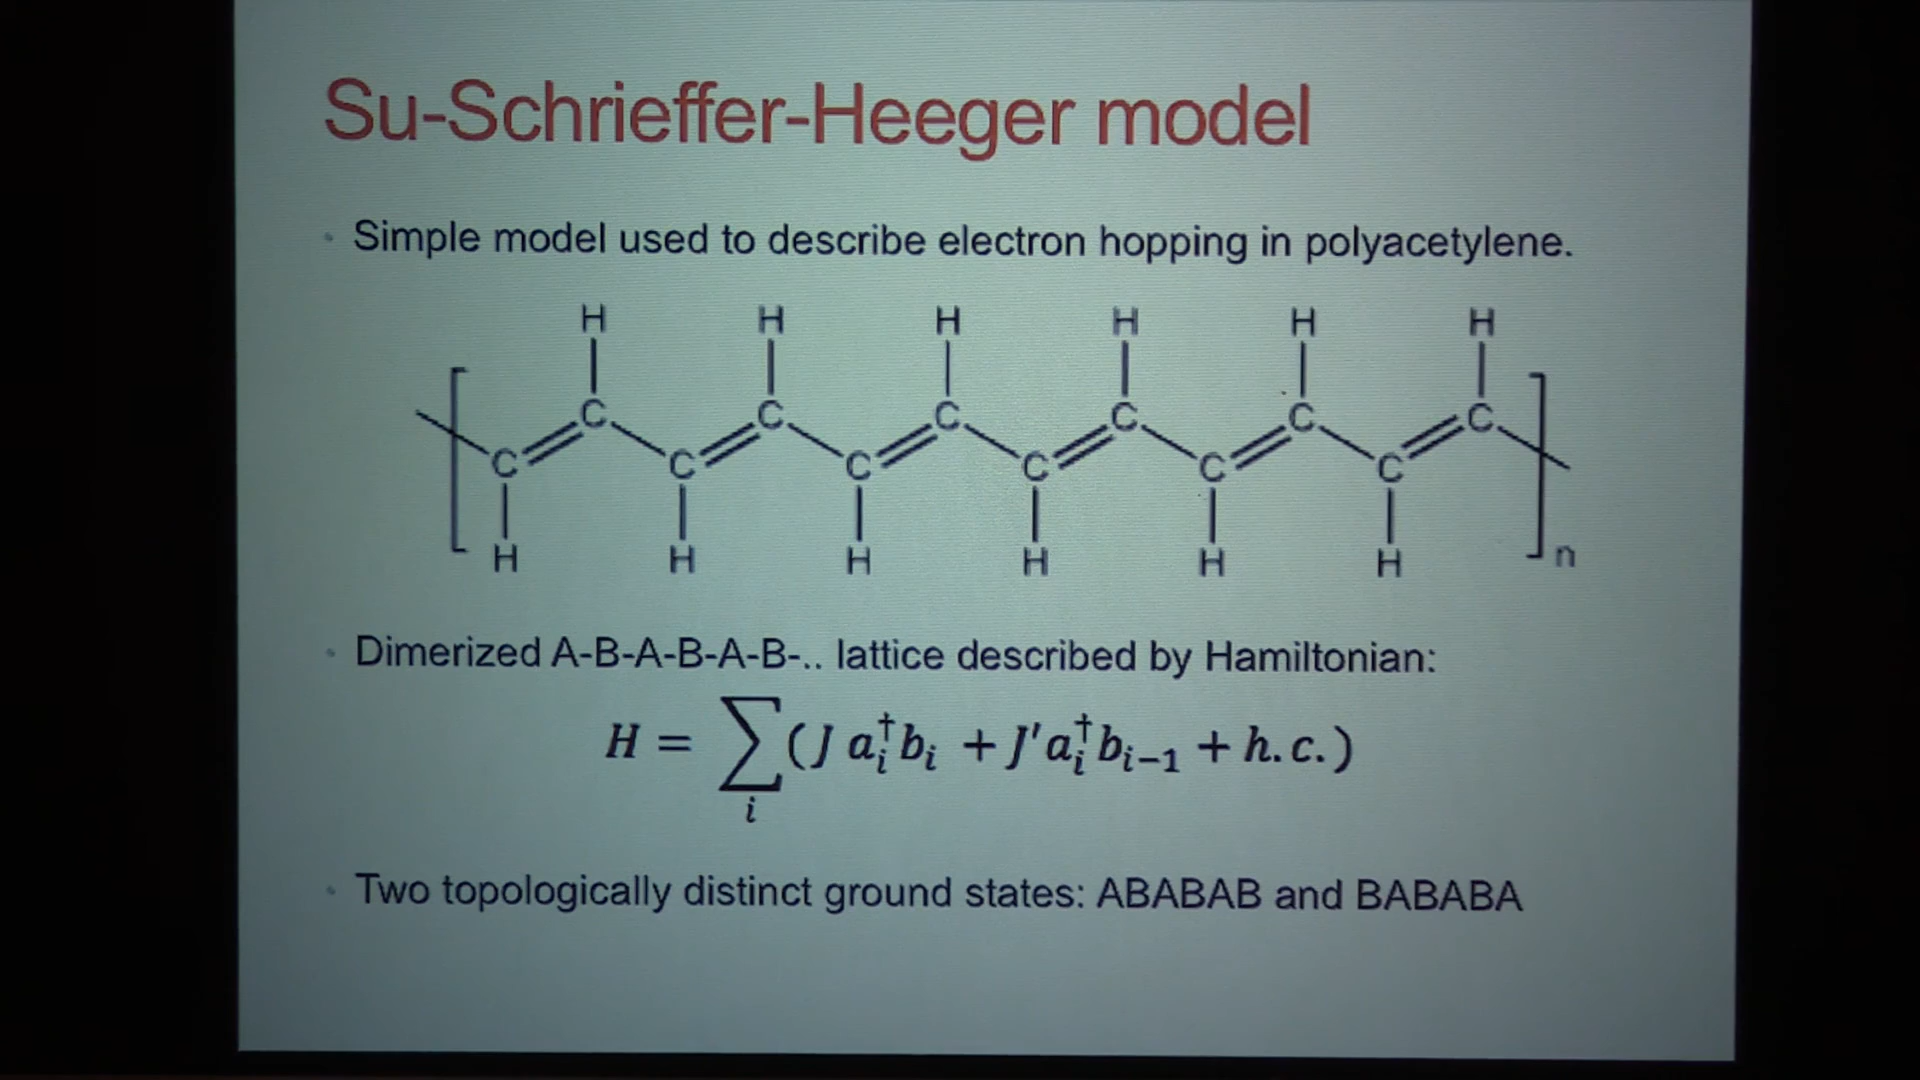 Su-Schrieffer-Heeger model
• Simple model used to describe electron hopping in polyacetylene.
H H H H H H
C C C C C C
C C C C C C
H H H H H H n
• Dimerized A-B-A-B-A-B-.. lattice described by Hamiltonian:
H = ∑(J a†ᵢbᵢ + J′a†ᵢbᵢ₋₁ + h.c.)
i
• Two topologically distinct ground states: ABABAB and BABABA